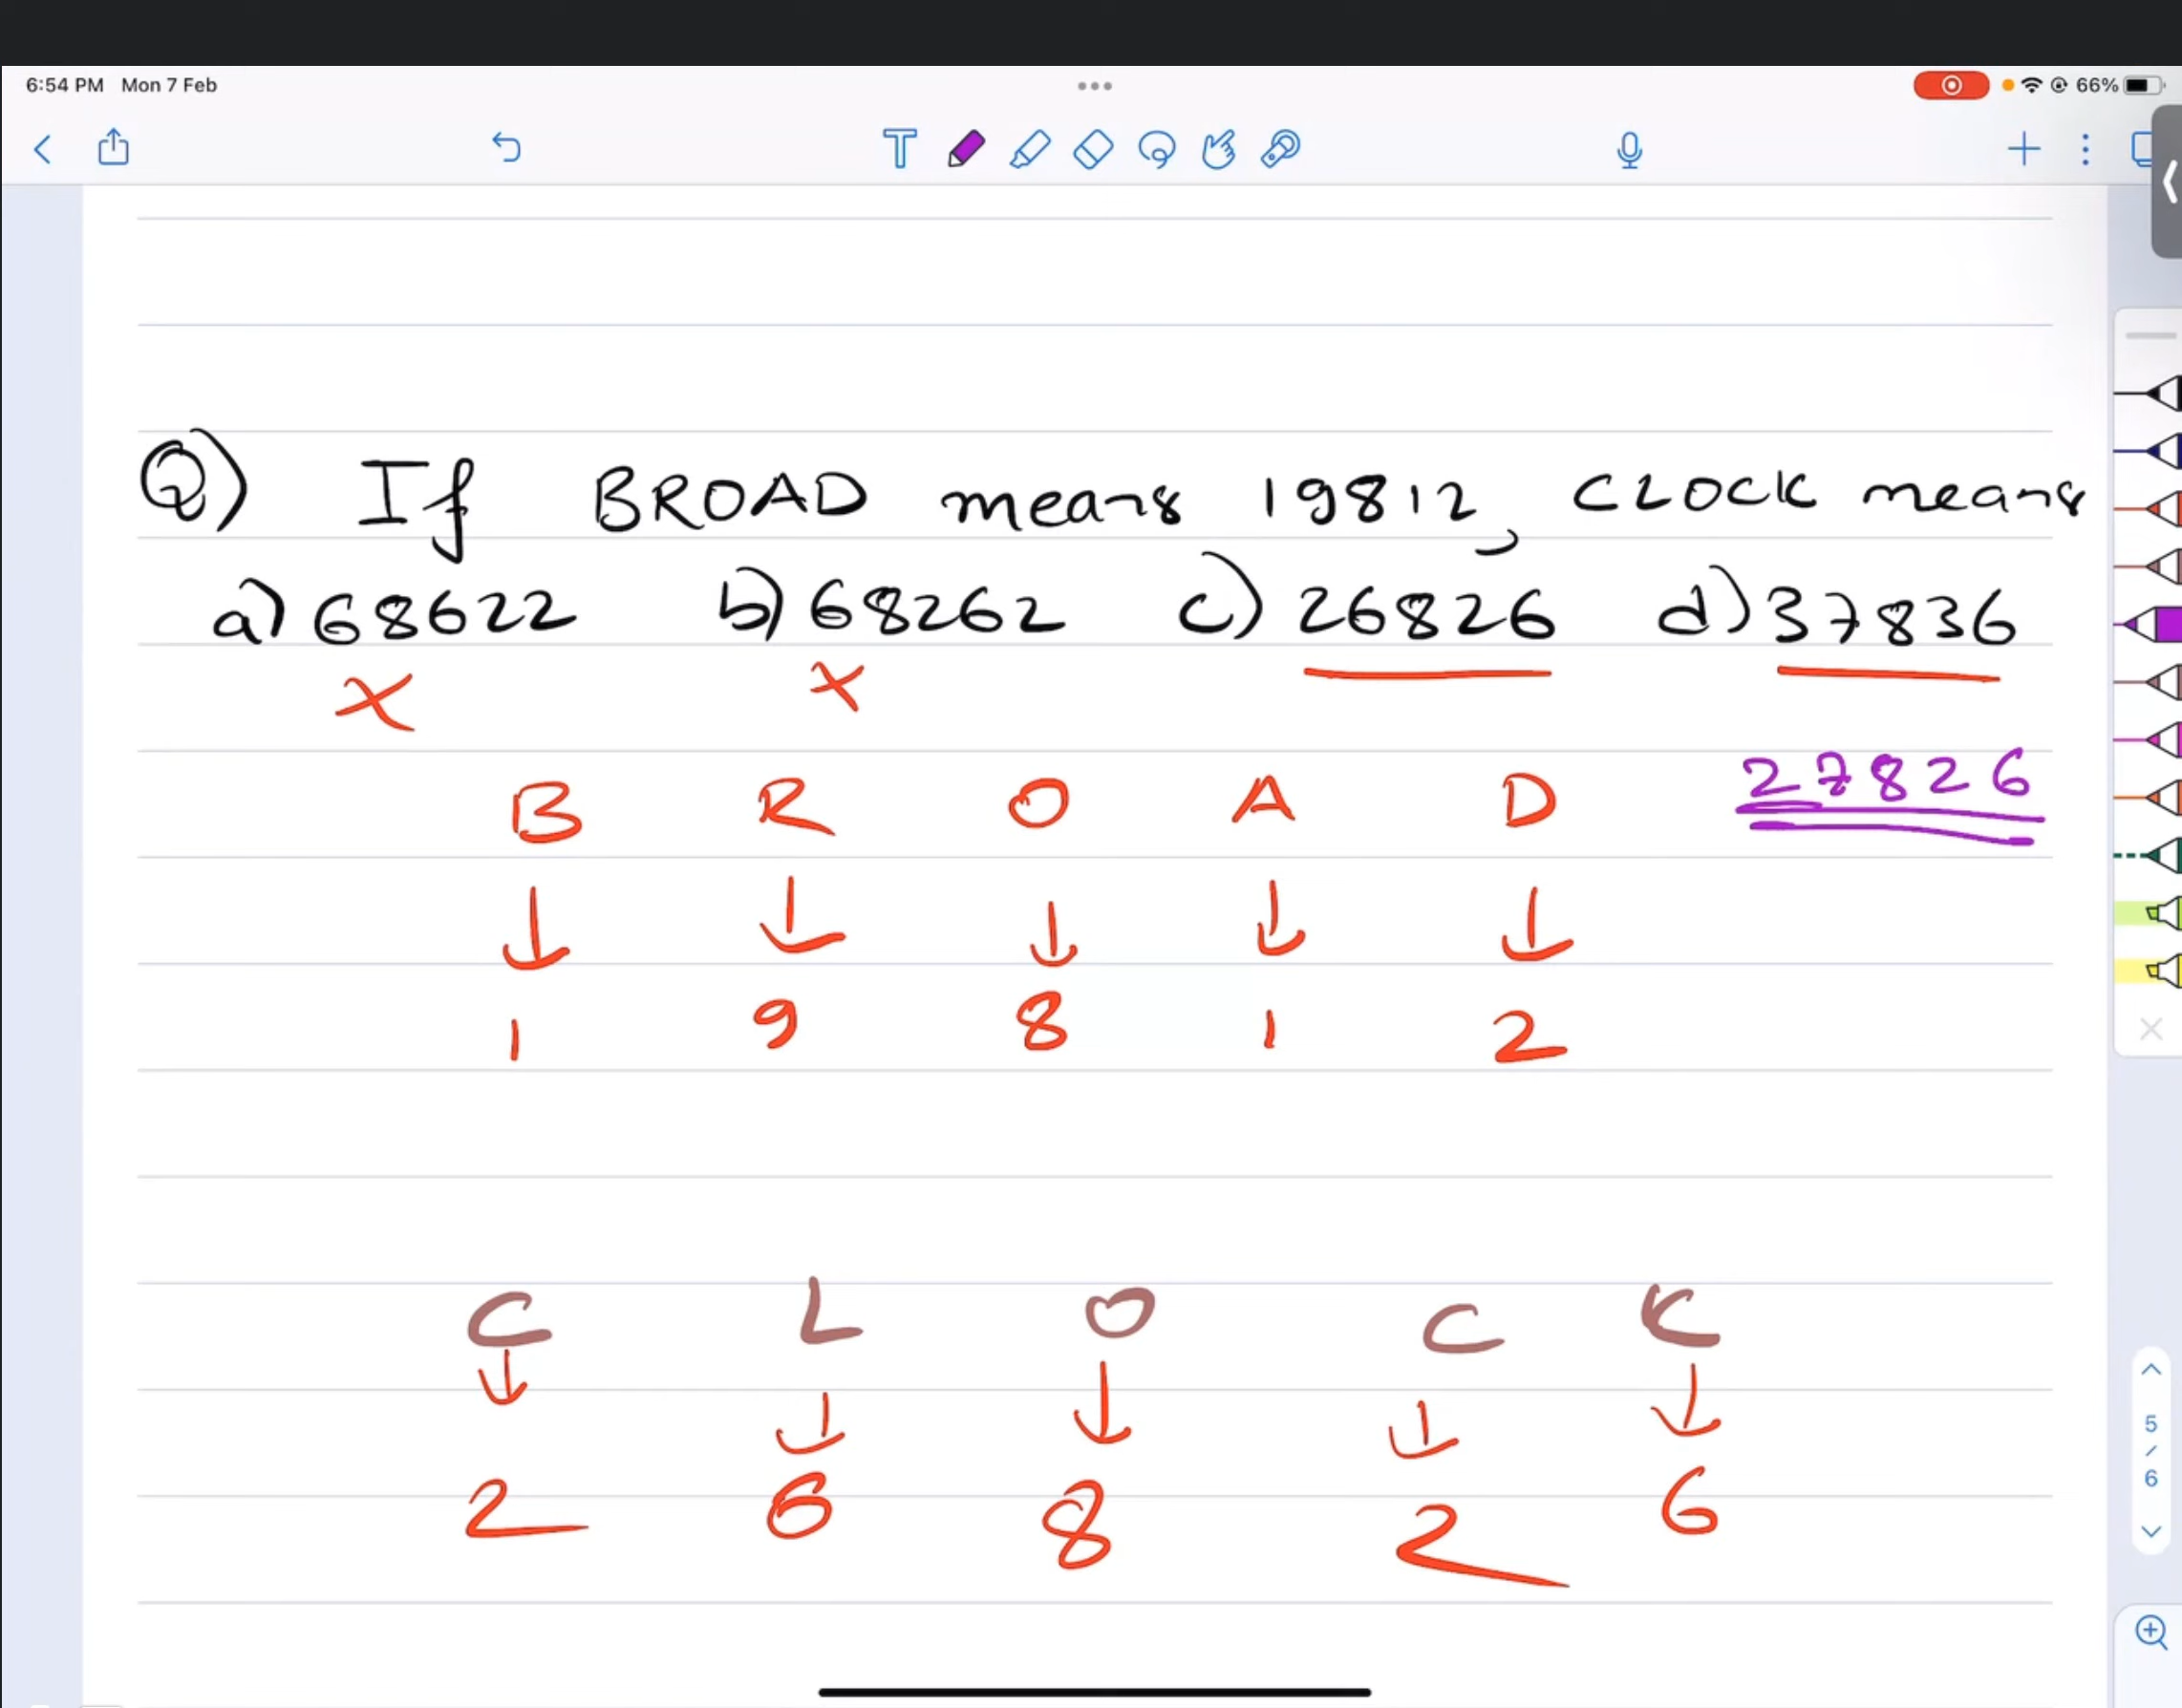 6:54 PM Mon 7 Feb
66%
T
Q) If BROAD means 19812, CLOCK means
a) 68622 b) 68262 c) 26826 d) 37836
x x
27826
B R O A D
1 9 8 1 2
C L O C K
2 6 8 2 6
5
/
6